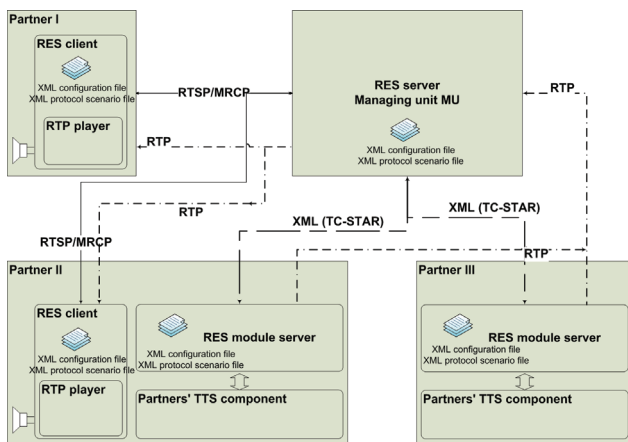 Partner I
RES client
XML configuration file
XML protocol scenario file
RTP player
RTSP/MRCP
RTP
RES server
Managing unit MU
XML configuration file
XML protocol scenario file
RTP
RTP
XML (TC-STAR)
XML (TC-STAR)
RTSP/MRCP
RTP
Partner II
RES client
XML configuration file
XML protocol scenario file
RTP player
RES module server
XML configuration file
XML protocol scenario file
Partners' TTS component
Partner III
RES module server
XML configuration file
XML protocol scenario file
Partners' TTS component